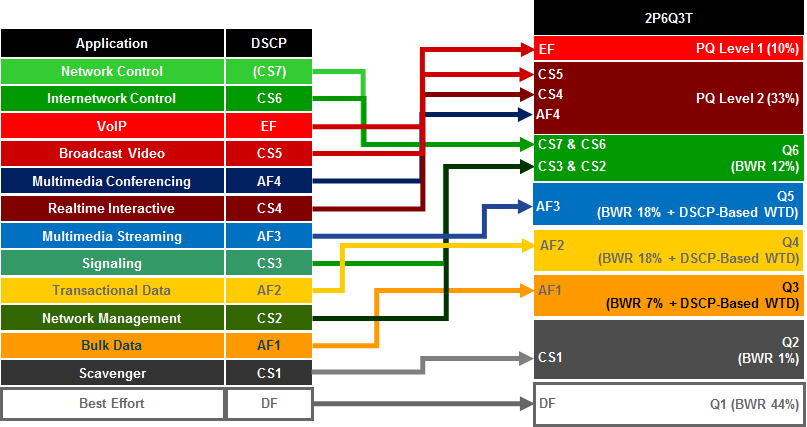 Application DSCP
Network Control (CS7)
Internetwork Control CS6
VoIP EF
Broadcast Video CS5
Multimedia Conferencing AF4
Realtime Interactive CS4
Multimedia Streaming AF3
Signaling CS3
Transactional Data AF2
Network Management CS2
Bulk Data AF1
Scavenger CS1
Best Effort DF
2P6Q3T
EF PQ Level 1 (10%)
CS5
CS4
PQ Level 2 (33%)
AF4
CS7 & CS6
Q6
CS3 & CS2
(BWR 12%)
Q5
AF3
(BWR 18% + DSCP-Based WTD)
Q4
AF2
(BWR 18% + DSCP-Based WTD)
Q3
AF1
(BWR 7% + DSCP-Based WTD)
Q2
CS1
(BWR 1%)
DF Q1 (BWR 44%)